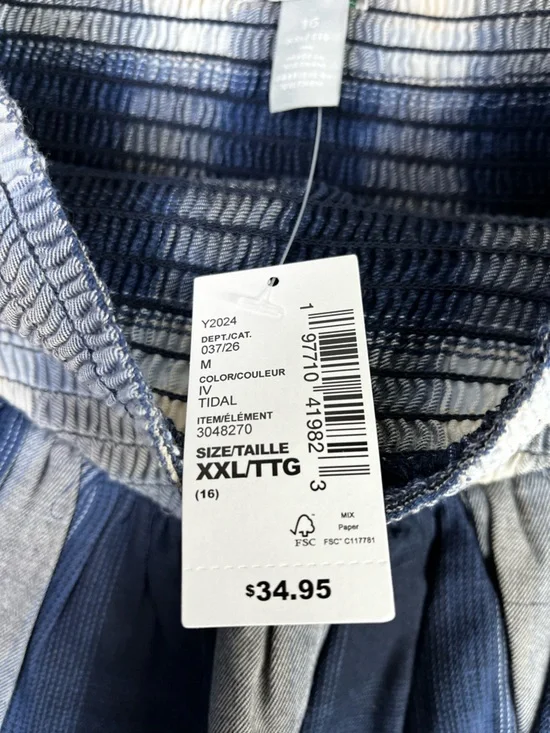 16
Y2024
DEPT./CAT.
037/26
M
COLOR/COULEUR
IV
TIDAL
ITEM/ÉLÉMENT
3048270
SIZE/TAILLE
XXL/TTG
(16)
1 97710 41982 3
FSC
MIX
Paper
FSC™ C117781
$34.95